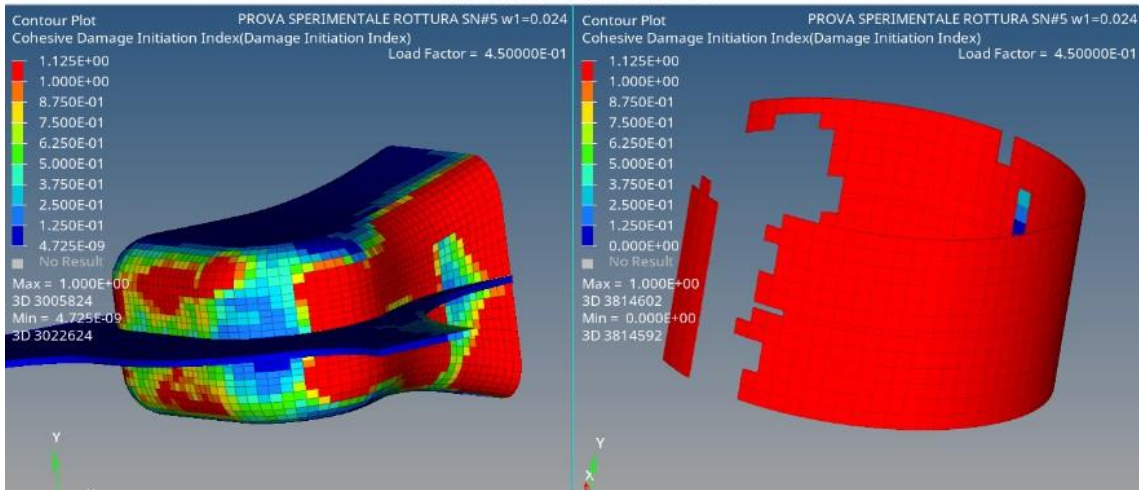 Contour Plot
PROVA SPERIMENTALE ROTTURA SN#5 w1=0.024
Cohesive Damage Initiation Index(Damage Initiation Index)
Load Factor = 4.50000E-01
1.125E+00
1.000E+00
8.750E-01
7.500E-01
6.250E-01
5.000E-01
3.750E-01
2.500E-01
1.250E-01
4.725E-09
No Result
Max = 1.000E+00
3D 3005824
Min = 4.725E-09
3D 3022624
Y
Contour Plot
PROVA SPERIMENTALE ROTTURA SN#5 w1=0.024
Cohesive Damage Initiation Index(Damage Initiation Index)
Load Factor = 4.50000E-01
1.125E+00
1.000E+00
8.750E-01
7.500E-01
6.250E-01
5.000E-01
3.750E-01
2.500E-01
1.250E-01
0.000E+00
No Result
Max = 1.000E+00
3D 3814602
Min = 0.000E+00
3D 3814592
Y
X